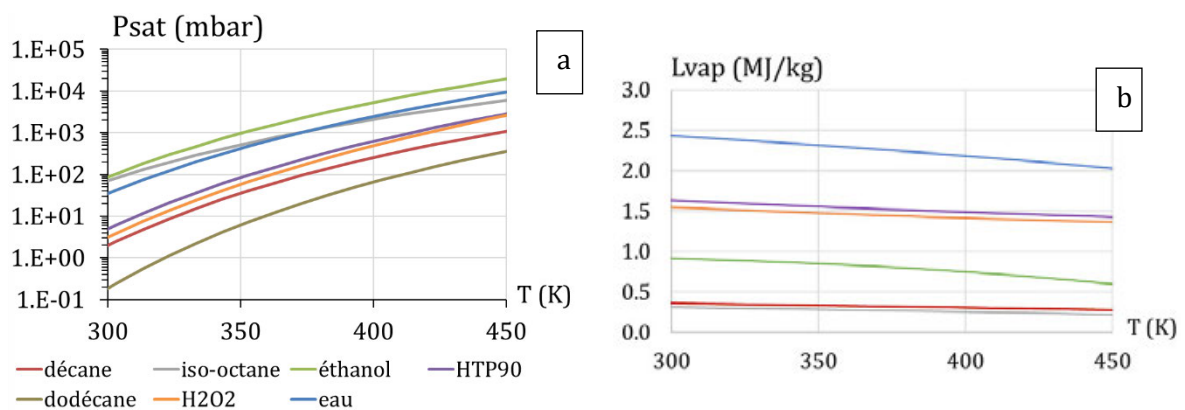 Psat (mbar)
a
1.E+05
1.E+04
1.E+03
1.E+02
1.E+01
1.E+00
1.E-01
T (K)
300 350 400 450
décane iso-octane éthanol HTP90
dodécane H2O2 eau
Lvap (MJ/kg)
b
3.0
2.5
2.0
1.5
1.0
0.5
0.0
T (K)
300 350 400 450